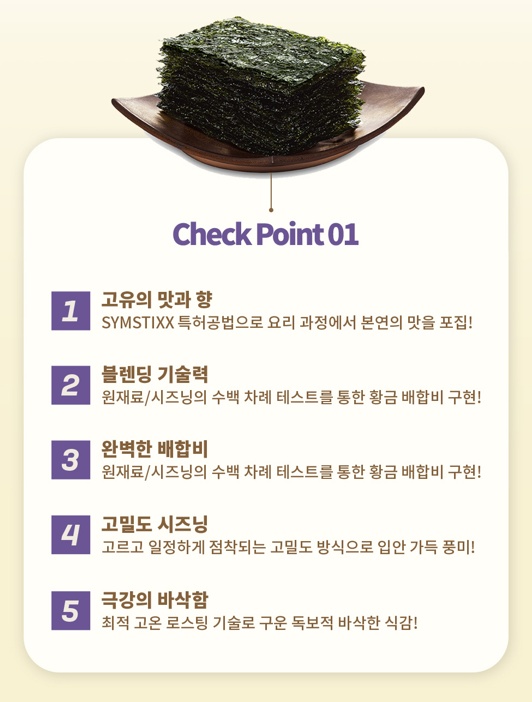 Check Point 01
1
고유의 맛과 향
SYMSTIXX 특허공법으로 요리 과정에서 본연의 맛을 포집!
2
블렌딩 기술력
원재료/시즈닝의 수백 차례 테스트를 통한 황금 배합비 구현!
3
완벽한 배합비
원재료/시즈닝의 수백 차례 테스트를 통한 황금 배합비 구현!
4
고밀도 시즈닝
고르고 일정하게 점착되는 고밀도 방식으로 입안 가득 풍미!
5
극강의 바삭함
최적 고온 로스팅 기술로 구운 독보적 바삭한 식감!